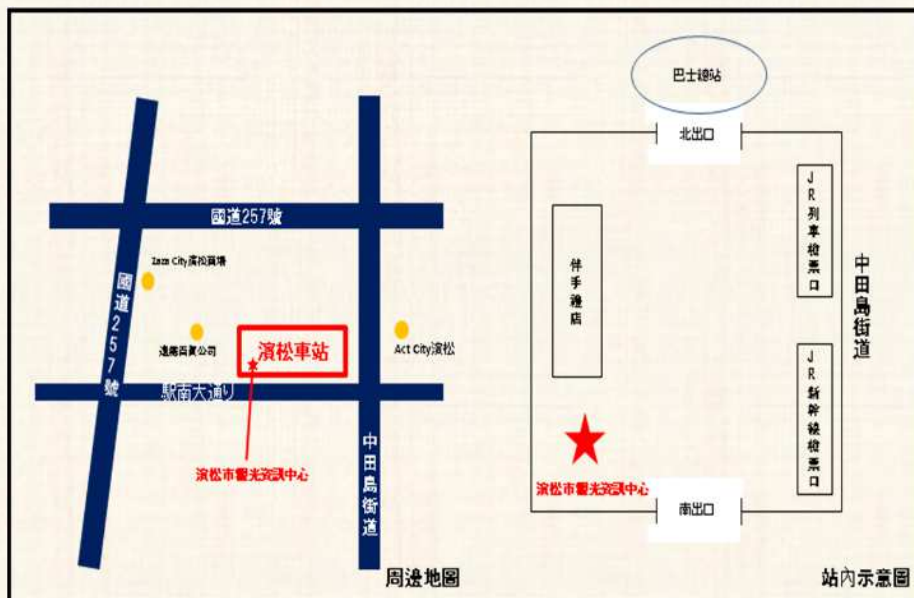 國道257號
Zaza City濱松商場
國道257號
遠鐵百貨公司
濱松車站
Act City濱松
駅南大通り
濱松市觀光資訊中心
中田島街道
周邊地圖
巴士總站
北出口
JR列車檢票口
伴手禮店
中田島街道
JR新幹線檢票口
濱松市觀光資訊中心
南出口
站內示意圖